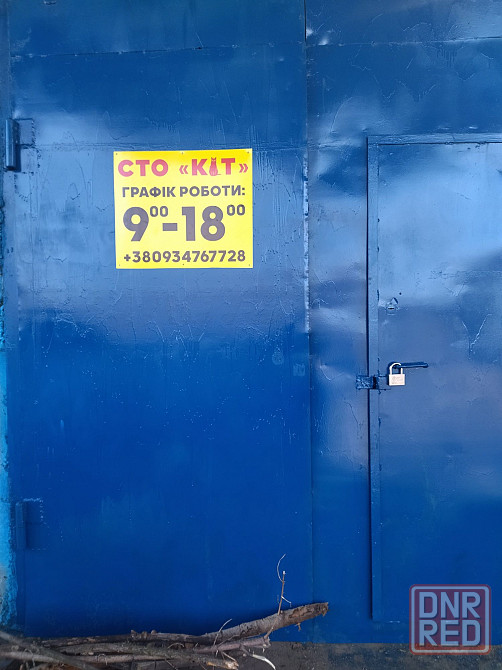 СТО «КІТ»
ГРАФІК РОБОТИ:
9⁰⁰-18⁰⁰
+380934767728
DNR
RED